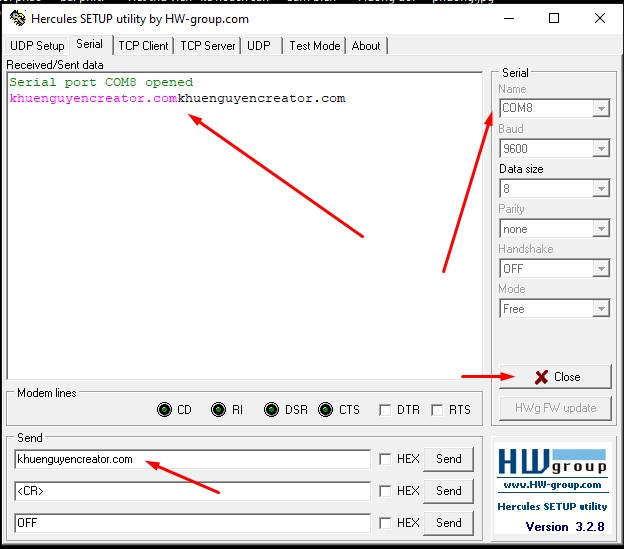 Hercules SETUP utility by HW-group.com
UDP Setup Serial TCP Client TCP Server UDP Test Mode About
Received/Sent data
Serial port COM8 opened
khuenguyencreator.comkhuenguyencreator.com
Serial
Name
COM8
Baud
9600
Data size
8
Parity
none
Handshake
OFF
Mode
Free
Close
HWg FW update
Modem lines
CD RI DSR CTS DTR RTS
Send
khuenguyencreator.com HEX Send
<CR> HEX Send
OFF HEX Send
HWgroup
www.HW-group.com
Hercules SETUP utility
Version 3.2.8